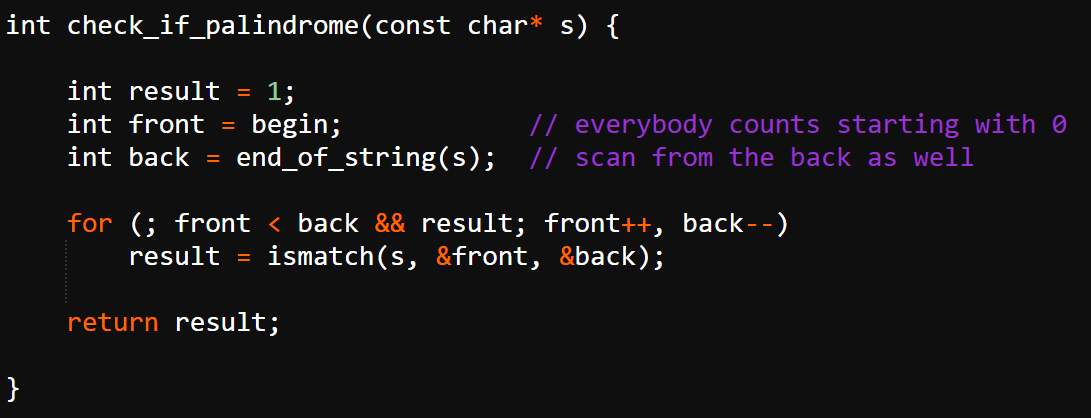 int check_if_palindrome(const char* s) {
int result = 1;
int front = begin; // everybody counts starting with 0
int back = end_of_string(s); // scan from the back as well
for (; front < back && result; front++, back--)
result = ismatch(s, &front, &back);
return result;
}